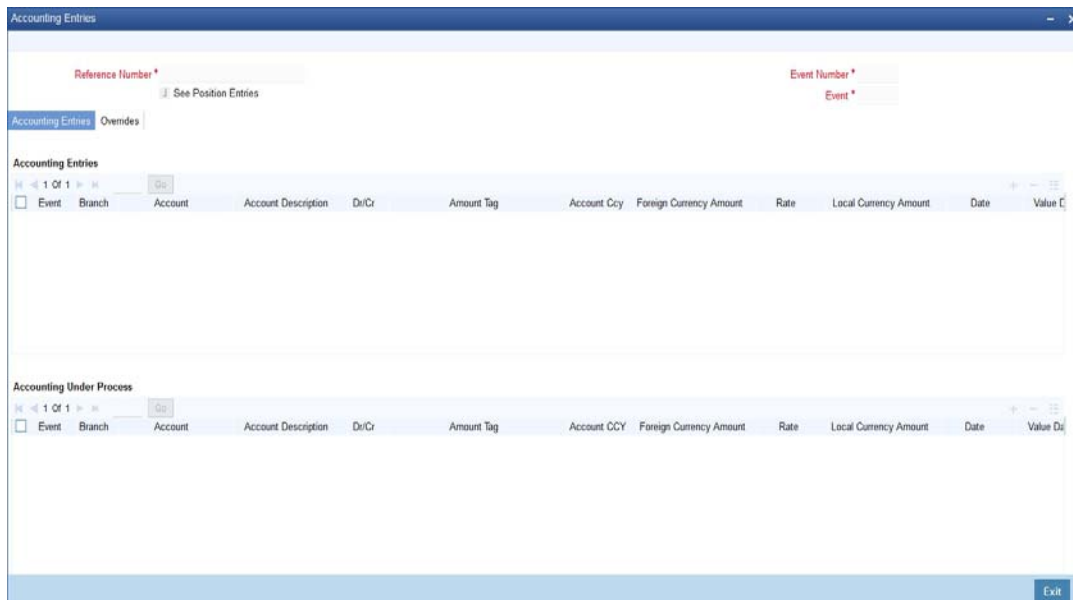 Accounting Entries
Reference Number *
Event Number *
See Position Entries
Event *
Accounting Entries Overrides
Accounting Entries
1 Of 1 Go
Event Branch Account Account Description Dr/Cr Amount Tag Account Ccy Foreign Currency Amount Rate Local Currency Amount Date Value D
Accounting Under Process
1 Of 1 Go
Event Branch Account Account Description Dr/Cr Amount Tag Account CCY Foreign Currency Amount Rate Local Currency Amount Date Value Da
Exit